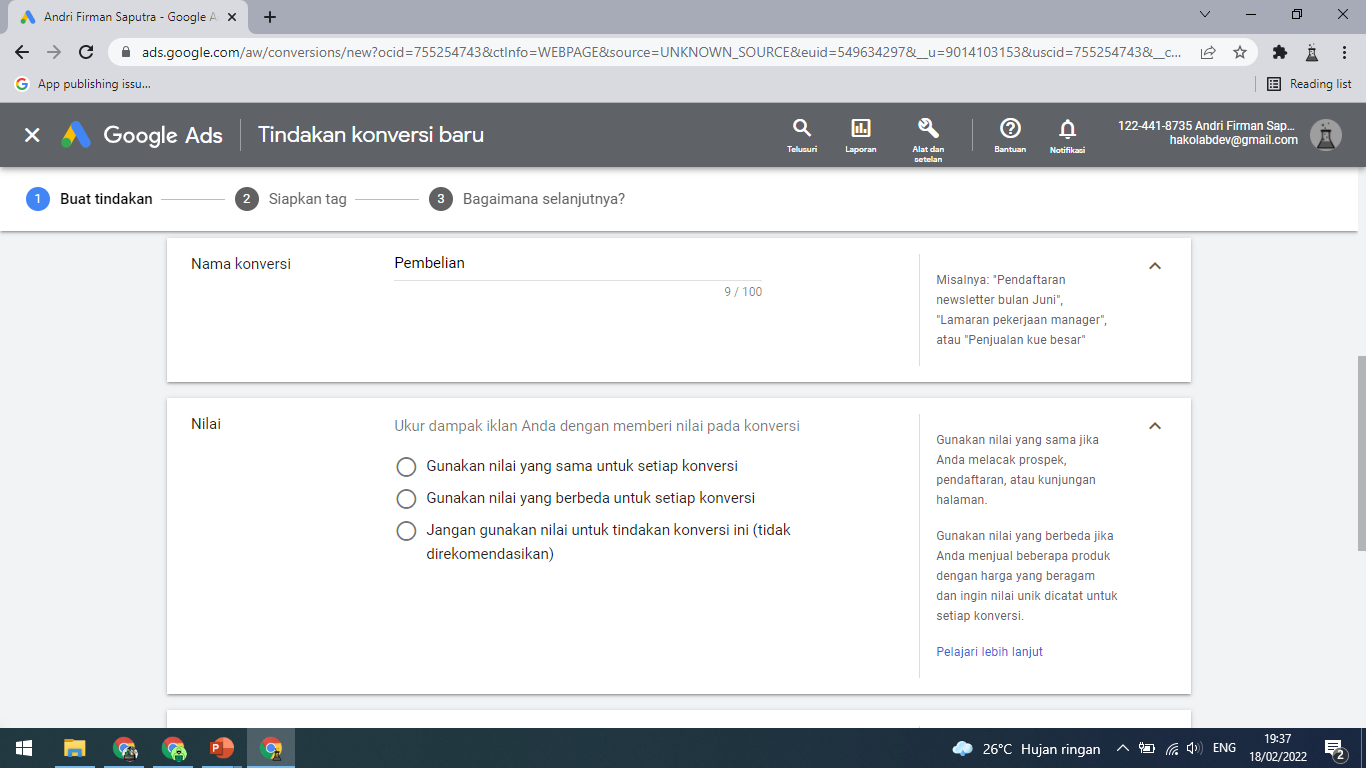 Andri Firman Saputra - Google A
ads.google.com/aw/conversions/new?ocid=755254743&ctInfo=WEBPAGE&source=UNKNOWN_SOURCE&euid=549634297&__u=9014103153&uscid=755254743&__c...
App publishing issu...
Reading list
Google Ads
Tindakan konversi baru
Telusuri
Laporan
Alat dan setelan
Bantuan
Notifikasi
122-441-8735 Andri Firman Sap...
hakolabdev@gmail.com
1 Buat tindakan
2 Siapkan tag
3 Bagaimana selanjutnya?
Nama konversi
Pembelian
9 / 100
Misalnya: "Pendaftaran
newsletter bulan Juni",
"Lamaran pekerjaan manager",
atau "Penjualan kue besar"
Nilai
Ukur dampak iklan Anda dengan memberi nilai pada konversi
Gunakan nilai yang sama untuk setiap konversi
Gunakan nilai yang berbeda untuk setiap konversi
Jangan gunakan nilai untuk tindakan konversi ini (tidak
direkomendasikan)
Gunakan nilai yang sama jika
Anda melacak prospek,
pendaftaran, atau kunjungan
halaman.
Gunakan nilai yang berbeda jika
Anda menjual beberapa produk
dengan harga yang beragam
dan ingin nilai unik dicatat untuk
setiap konversi.
Pelajari lebih lanjut
26°C Hujan ringan
ENG
19:37
18/02/2022
2